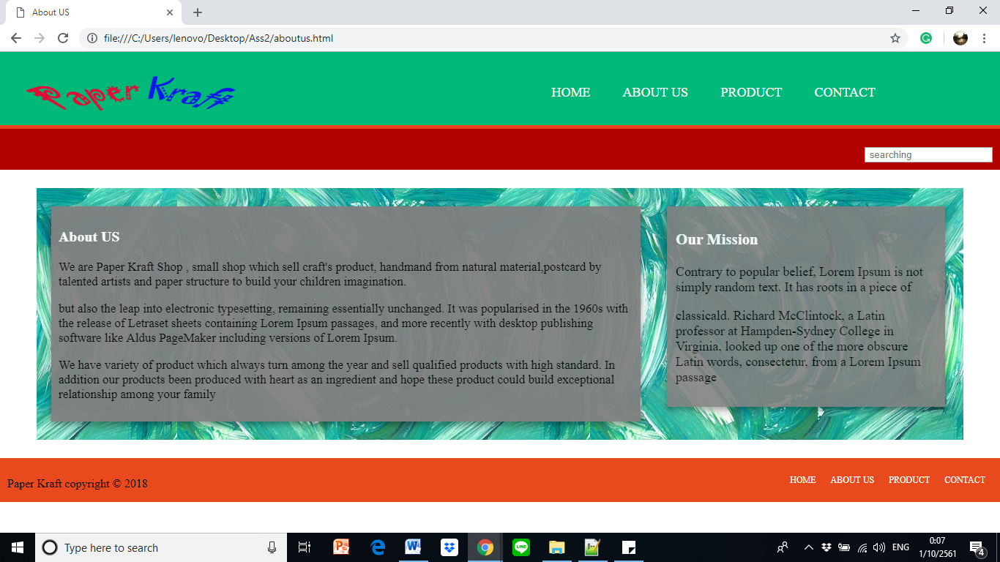 About US
file:///C:/Users/lenovo/Desktop/Ass2/aboutus.html
Paper Kraft
HOME ABOUT US PRODUCT CONTACT
searching
About US
We are Paper Kraft Shop , small shop which sell craft's product, handmand from natural material,postcard by
talented artists and paper structure to build your children imagination.
but also the leap into electronic typesetting, remaining essentially unchanged. It was popularised in the 1960s with
the release of Letraset sheets containing Lorem Ipsum passages, and more recently with desktop publishing
software like Aldus PageMaker including versions of Lorem Ipsum.
We have variety of product which always turn among the year and sell qualified products with high standard. In
addition our products been produced with heart as an ingredient and hope these product could build exceptional
relationship among your family
Our Mission
Contrary to popular belief, Lorem Ipsum is not
simply random text. It has roots in a piece of
classicald. Richard McClintock, a Latin
professor at Hampden-Sydney College in
Virginia, looked up one of the more obscure
Latin words, consectetur, from a Lorem Ipsum
passage
Paper Kraft copyright © 2018
HOME ABOUT US PRODUCT CONTACT
Type here to search
LINE
ENG
0:07
1/10/2561
4